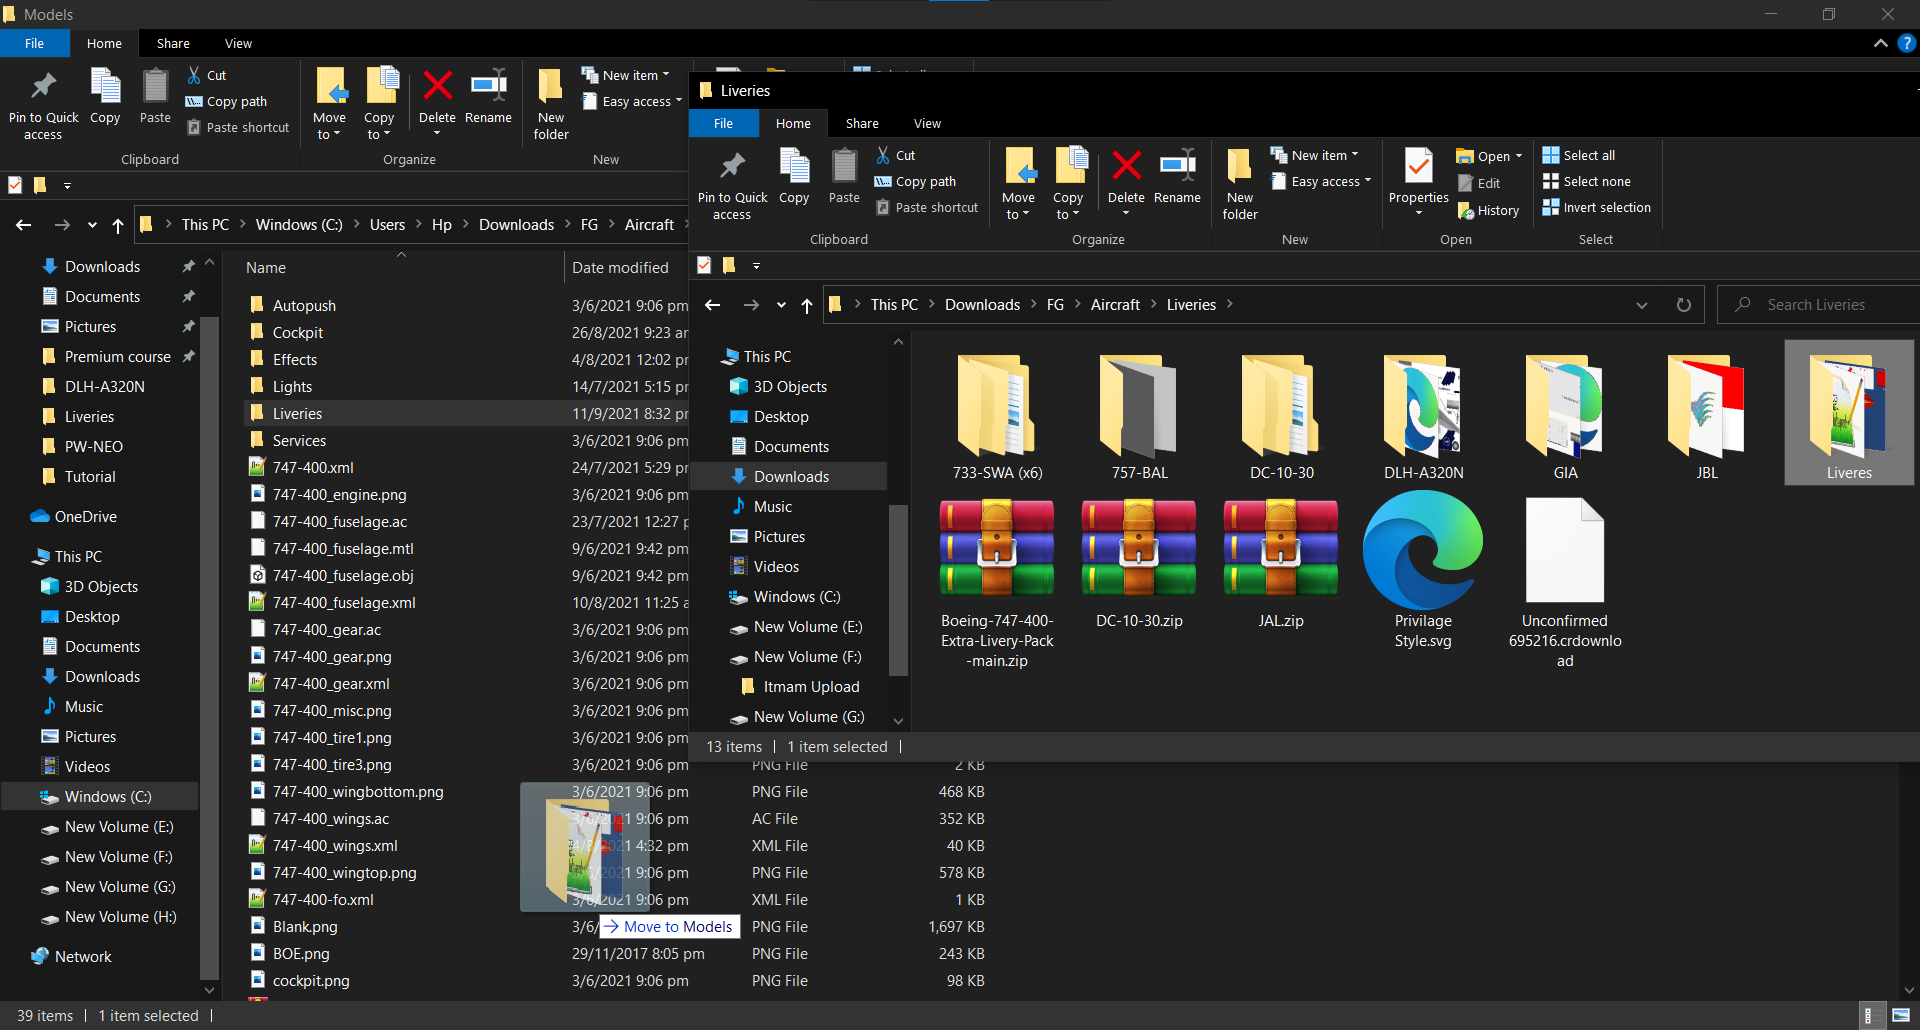 Models
File Home Share View
Pin to Quick access
Copy
Paste
Cut
Copy path
Paste shortcut
Move to
Copy to
Delete
Rename
New folder
New item
Easy access
Clipboard Organize New
This PC Windows (C:) Users Hp Downloads FG Aircraft
Downloads
Documents
Pictures
Premium course
DLH-A320N
Liveries
PW-NEO
Tutorial
OneDrive
This PC
3D Objects
Desktop
Documents
Downloads
Music
Pictures
Videos
Windows (C:)
New Volume (E:)
New Volume (F:)
New Volume (G:)
New Volume (H:)
Network
Name Date modified
Autopush 3/6/2021 9:06 pm
Cockpit 26/8/2021 9:23
Effects 4/8/2021 12:02
Lights 14/7/2021 5:15
Liveries 11/9/2021 8:32
Services 3/6/2021 9:06 pm
747-400.xml 24/7/2021 5:29
747-400_engine.png 3/6/2021 9:06 pm
747-400_fuselage.ac 23/7/2021 12:27
747-400_fuselage.mtl 9/6/2021 9:42 pm
747-400_fuselage.obj 9/6/2021 9:42 pm
747-400_fuselage.xml 10/8/2021 11:25
747-400_gear.ac 3/6/2021 9:06 pm
747-400_gear.png 3/6/2021 9:06 pm
747-400_gear.xml 3/6/2021 9:06 pm
747-400_misc.png 3/6/2021 9:06 pm
747-400_tire1.png 3/6/2021 9:06 pm
747-400_tire3.png 3/6/2021 9:06 pm PNG File 2 KB
747-400_wingbottom.png 3/6/2021 9:06 pm PNG File 468 KB
747-400_wings.ac 3/6/2021 9:06 pm AC File 352 KB
747-400_wings.xml 4/8/2021 4:32 pm XML File 40 KB
747-400_wingtop.png 3/6/2021 9:06 pm PNG File 578 KB
747-400-fo.xml 3/6/2021 9:06 pm XML File 1 KB
Blank.png 3/6/ PNG File 1,697 KB
BOE.png 29/11/2017 8:05 pm PNG File 243 KB
cockpit.png 3/6/2021 9:06 pm PNG File 98 KB
Move to Models
39 items 1 item selected
Liveries
File Home Share View
Pin to Quick access
Copy
Paste
Cut
Copy path
Paste shortcut
Move to
Copy to
Delete
Rename
New folder
New item
Easy access
Properties
Open
Edit
History
Select all
Select none
Invert selection
Clipboard Organize New Open Select
This PC Downloads FG Aircraft Liveries
Search Liveries
This PC
3D Objects
Desktop
Documents
Downloads
Music
Pictures
Videos
Windows (C:)
New Volume (E:)
New Volume (F:)
Itmam Upload
New Volume (G:)
733-SWA (x6) 757-BAL DC-10-30 DLH-A320N GIA JBL Liveres
Boeing-747-400-
Extra-Livery-Pack
-main.zip
DC-10-30.zip
JAL.zip
Privilage
Style.svg
Unconfirmed
695216.crdownlo
ad
13 items 1 item selected